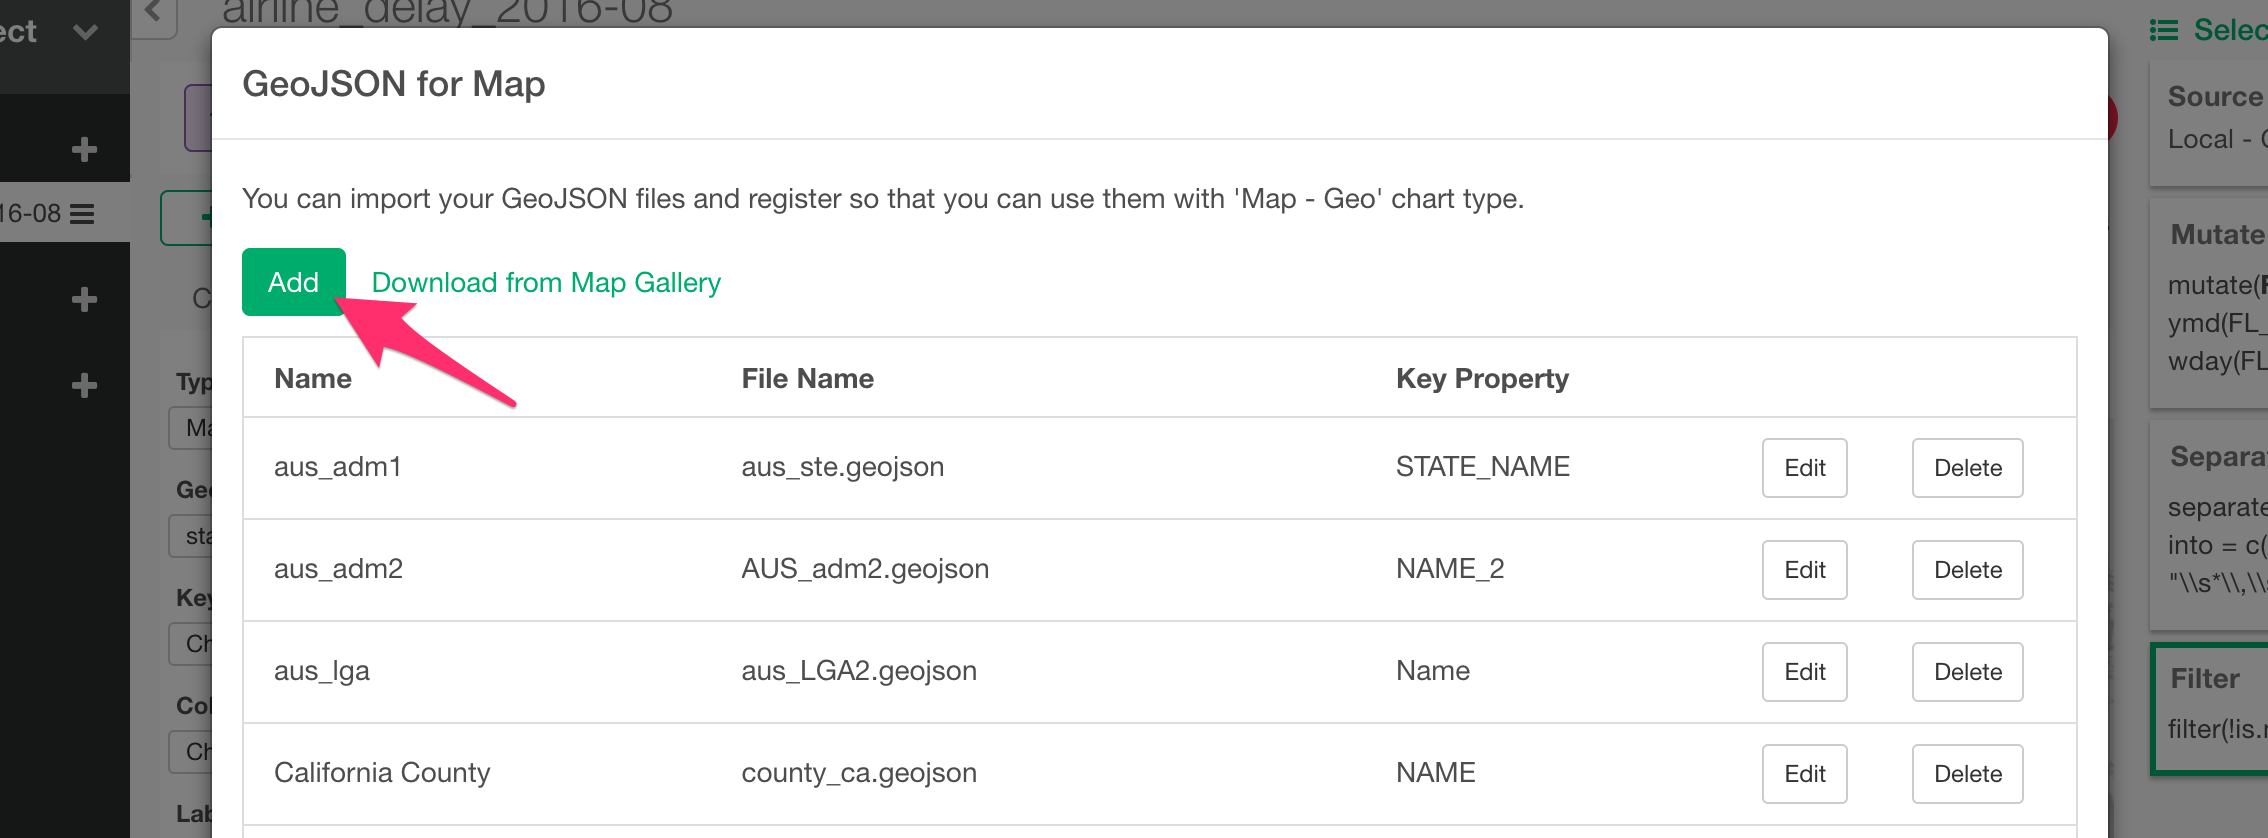 airline_delay_2016-08
Selec
GeoJSON for Map
Source
Local -
You can import your GeoJSON files and register so that you can use them with 'Map - Geo' chart type.
16-08
Mutate
mutate(F
ymd(FL_
wday(FL
Add
Download from Map Gallery
Name File Name Key Property
aus_adm1 aus_ste.geojson STATE_NAME Edit Delete
Separa
separate
into = c(
aus_adm2 AUS_adm2.geojson NAME_2 Edit Delete
aus_lga aus_LGA2.geojson Name Edit Delete
Filter
filter(!is.
California County county_ca.geojson NAME Edit Delete
ect
Typ
Ma
Geo
sta
Key
Ch
Col
Ch
Lab